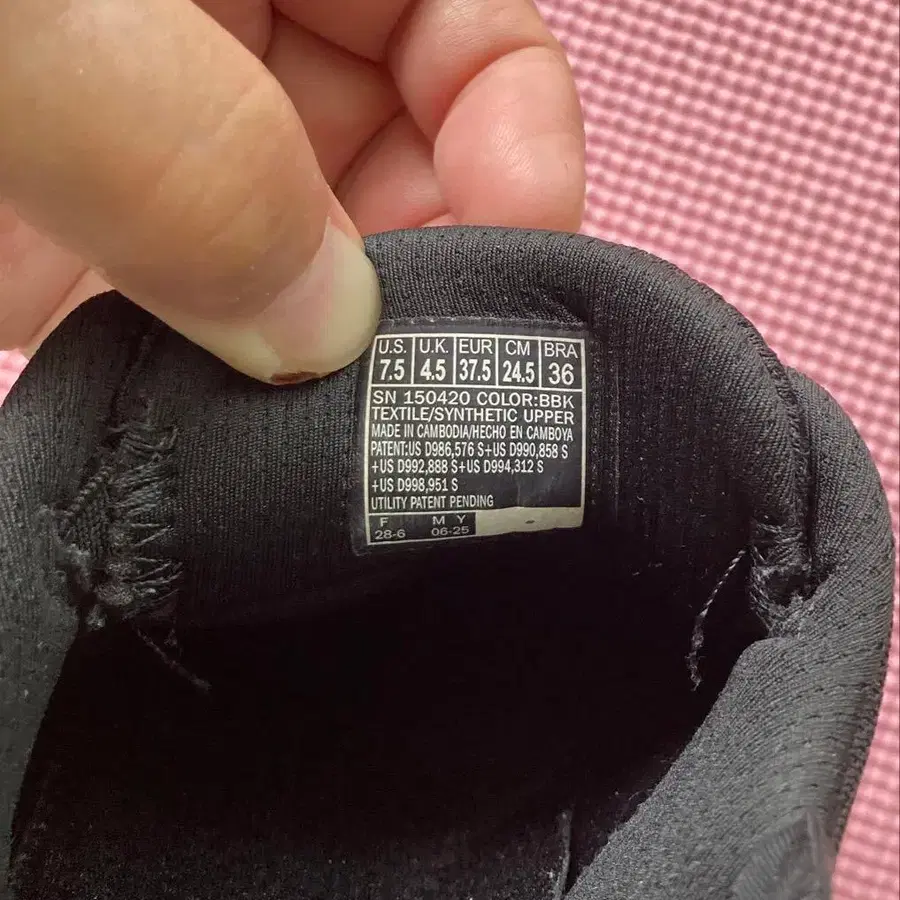 U.S. U.K. EUR CM BRA
7.5 4.5 37.5 24.5 36
SN 150420 COLOR:BBK
TEXTILE/SYNTHETIC UPPER
MADE IN CAMBODIA/HECHO EN CAMBOYA
PATENT:US D986,576 S+US D990,858 S
+US D992,888 S+US D994,312 S
+US D998,951 S
UTILITY PATENT PENDING
F M Y
28-6 06-25